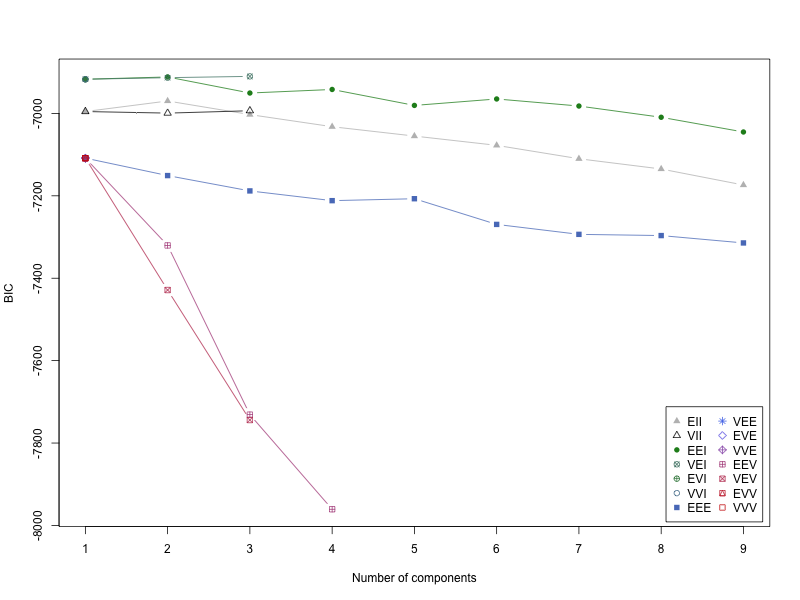 -7000
-7200
-7400
-7600
-7800
-8000
BIC
1 2 3 4 5 6 7 8 9
Number of components
EII VEE
VII EVE
EEI VVE
VEI EEV
EVI VEV
VVI EVV
EEE VVV